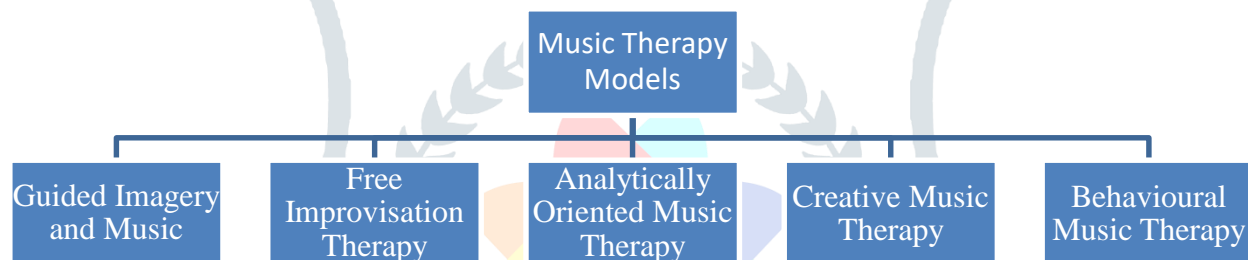 Music Therapy
Models
Guided Imagery
and Music
Free
Improvisation
Therapy
Analytically
Oriented Music
Therapy
Creative Music
Therapy
Behavioural
Music Therapy